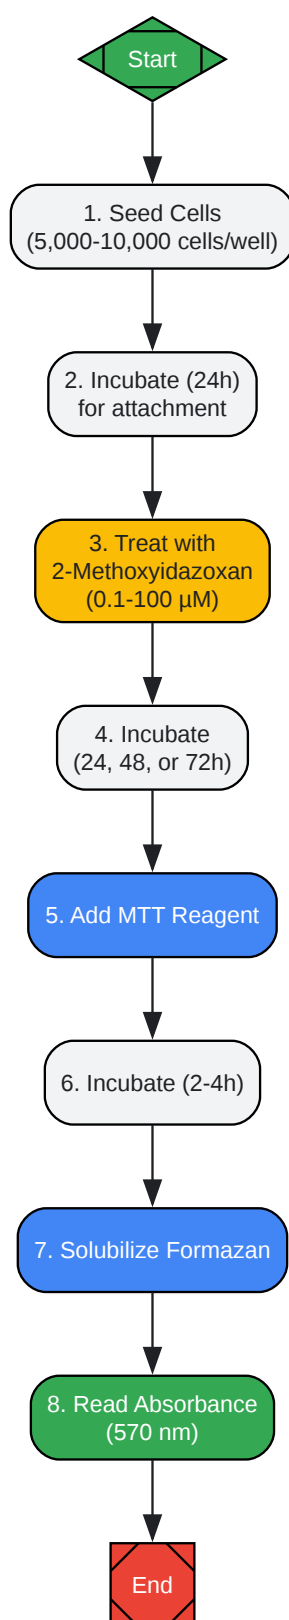 Start
1. Seed Cells
(5,000-10,000 cells/well)
2. Incubate (24h)
for attachment
3. Treat with
2-Methoxyidazoxan
(0.1-100 µM)
4. Incubate
(24, 48, or 72h)
5. Add MTT Reagent
6. Incubate (2-4h)
7. Solubilize Formazan
8. Read Absorbance
(570 nm)
End